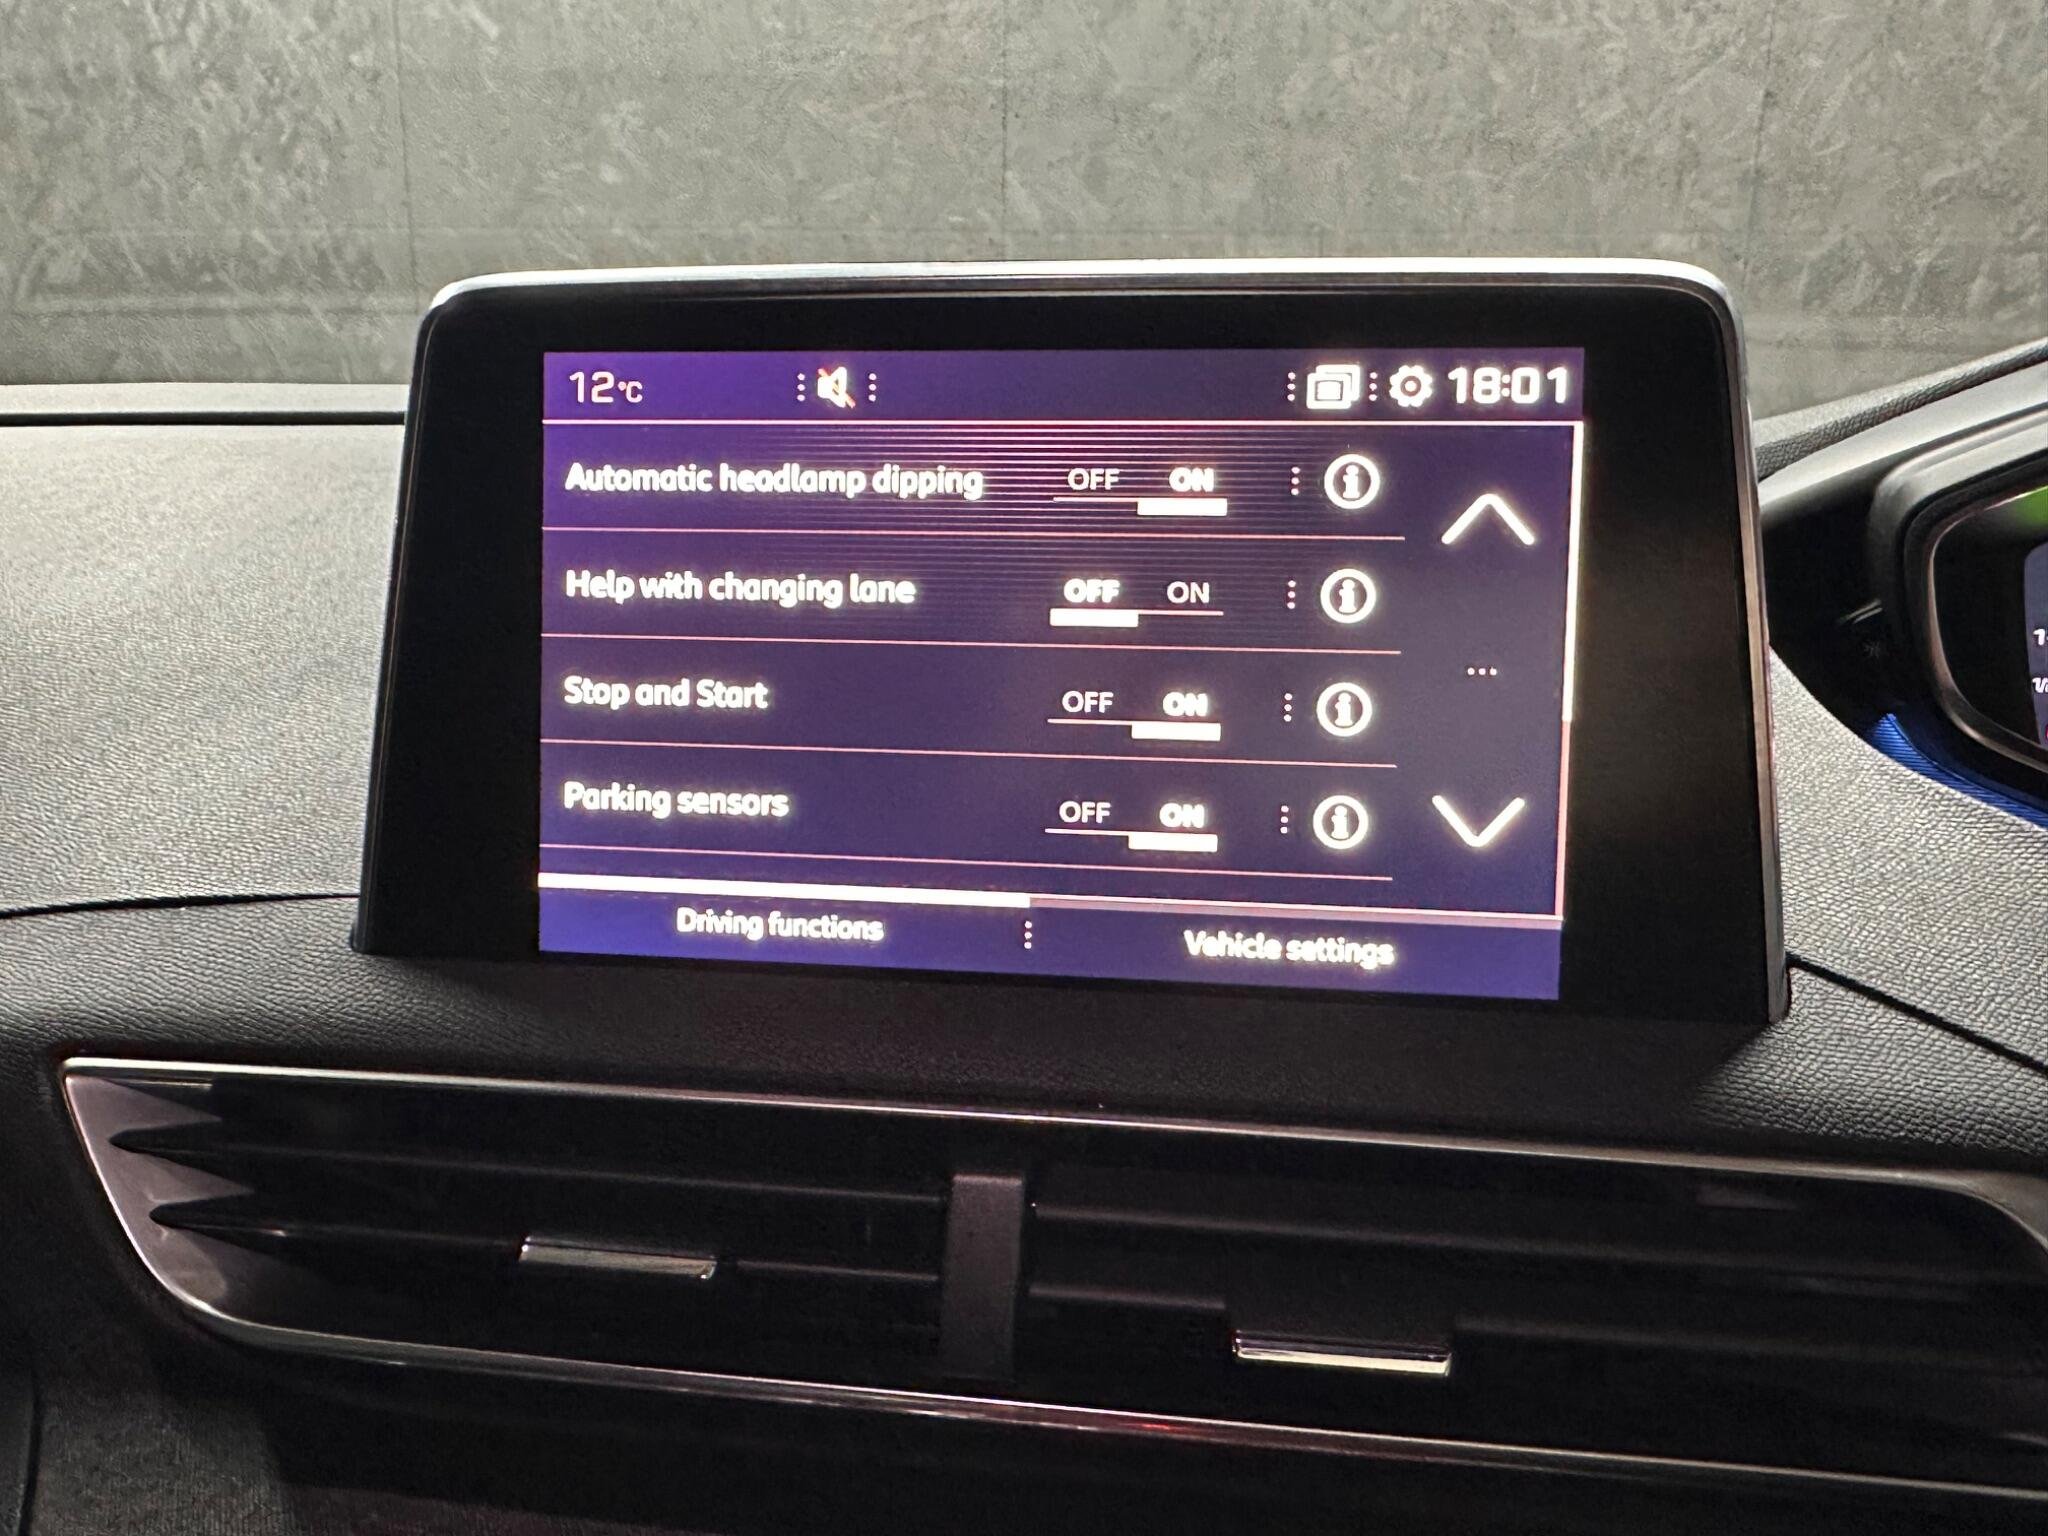 12°C
18:01
Automatic headlamp dipping OFF ON
Help with changing lane OFF ON
Stop and Start OFF ON
Parking sensors OFF ON
...
Driving functions
Vehicle settings